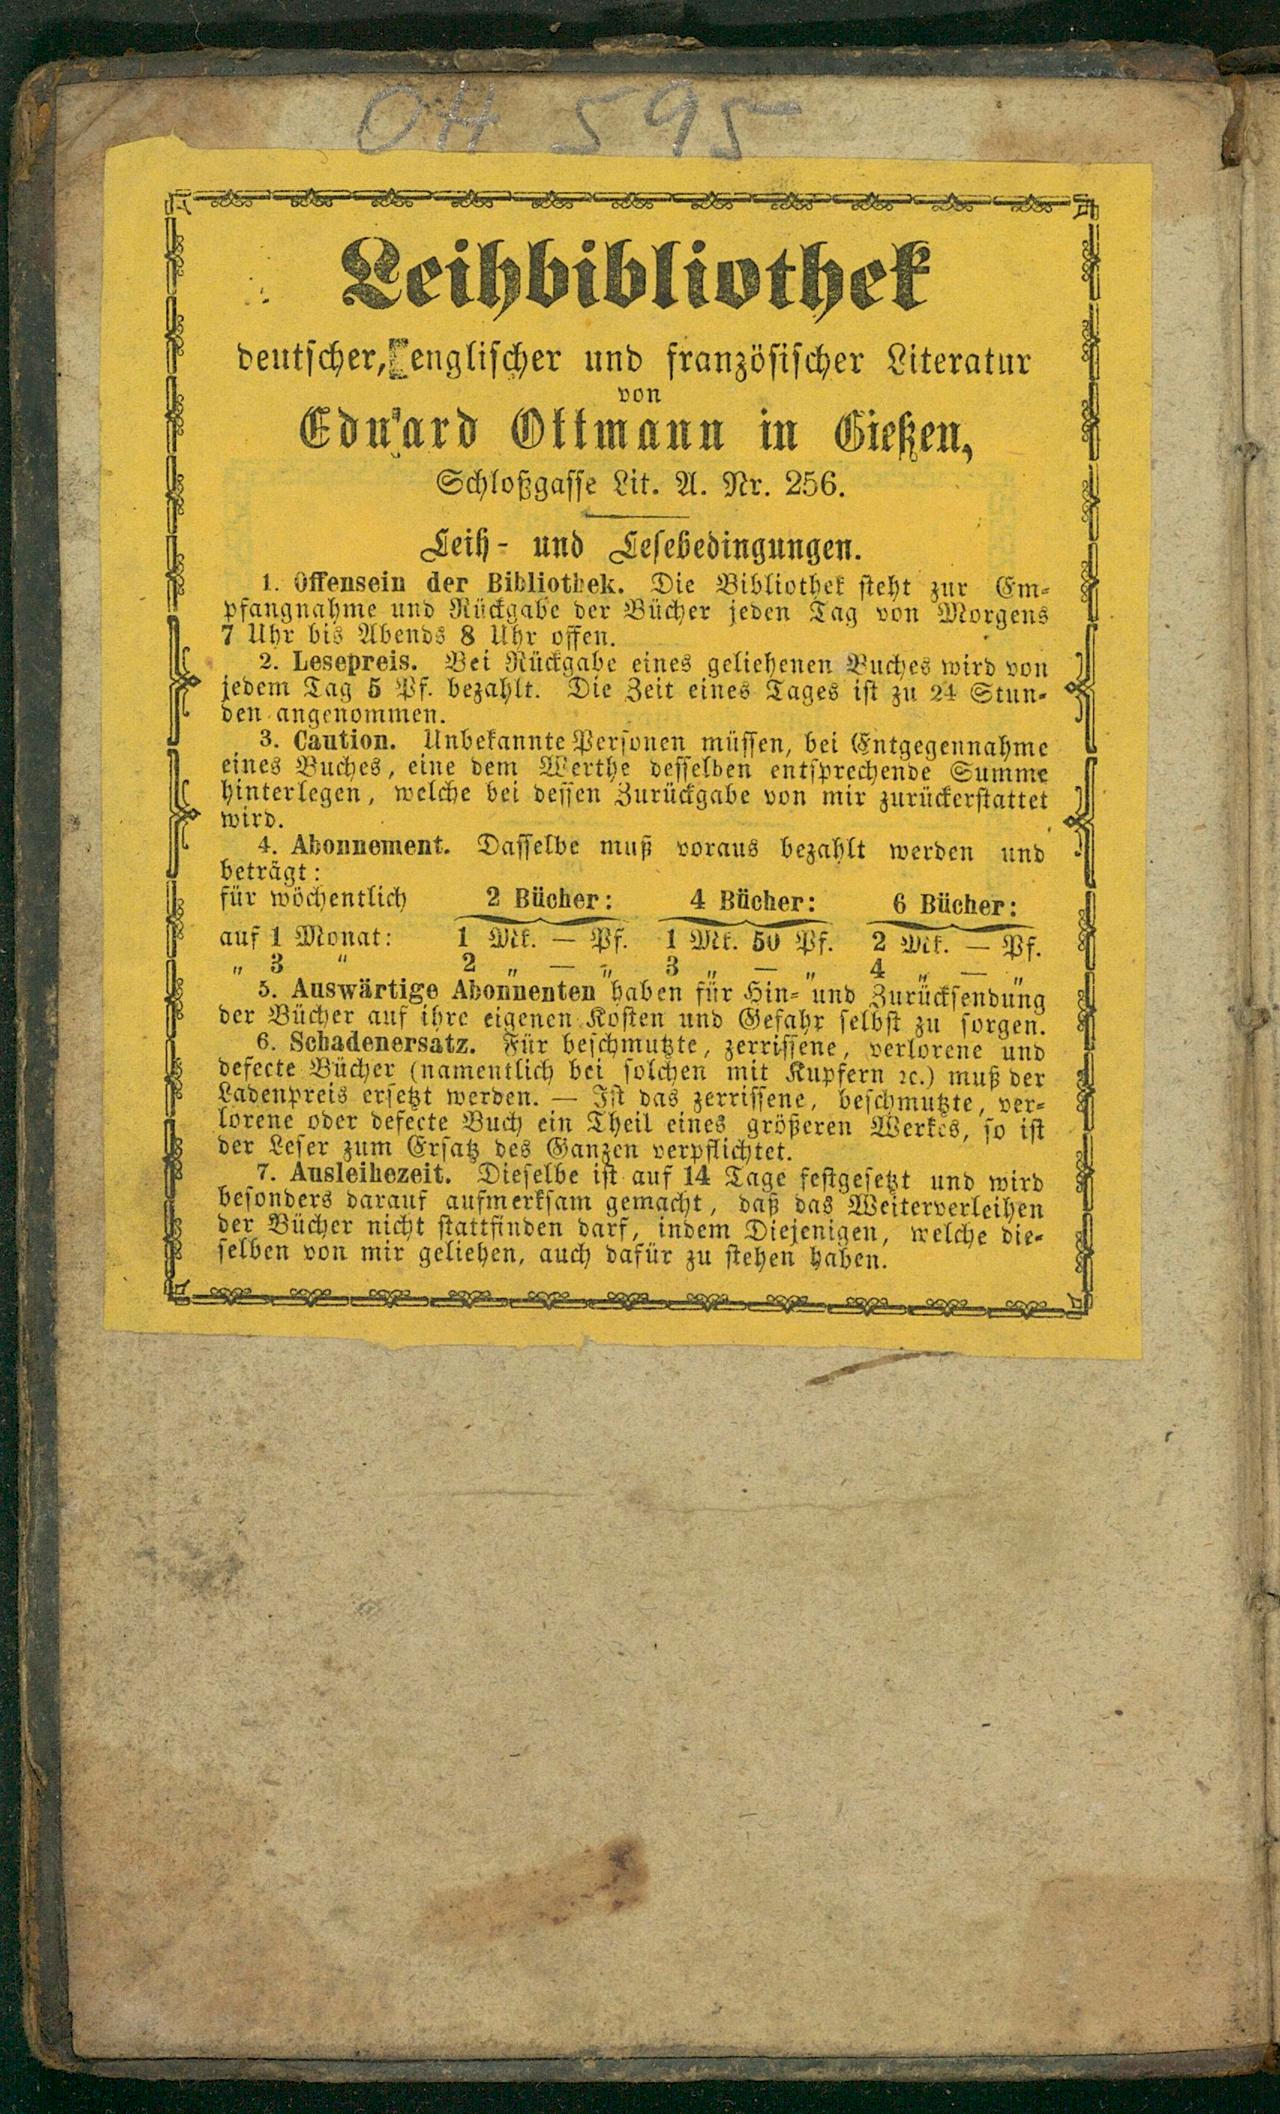 OH 595
Leihbibliothek
deutscher, englischer und französischer Literatur
von
Eduard Ottmann in Gießen,
Schloßgasse Lit. A. Nr. 256.
Leih- und Lesebedingungen.
1. Offensein der Bibliothek. Die Bibliothek steht zur Em-
pfangnahme und Rückgabe der Bücher jeden Tag von Morgens
7 Uhr bis Abends 8 Uhr offen.
2. Lesepreis. Bei Rückgabe eines geliehenen Buches wird von
jedem Tag 5 Pf. bezahlt. Die Zeit eines Tages ist zu 24 Stun-
den angenommen.
3. Caution. Unbekannte Personen müssen, bei Entgegennahme
eines Buches, eine dem Werthe desselben entsprechende Summe
hinterlegen, welche bei dessen Zurückgabe von mir zurückerstattet
wird.
4. Abonnement. Dasselbe muß voraus bezahlt werden und
beträgt:
für wöchentlich 2 Bücher: 4 Bücher: 6 Bücher:
auf 1 Monat: 1 Mk. — Pf. 1 Mk. 50 Pf. 2 Mk. — Pf.
„ 3 „ 2 „ — „ 3 „ — „ 4 „ — „
5. Auswärtige Abonnenten haben für Hin- und Zurücksendung
der Bücher auf ihre eigenen Kosten und Gefahr selbst zu sorgen.
6. Schadenersatz. Für beschmutzte, zerrissene, verlorene und
defecte Bücher (namentlich bei solchen mit Kupfern ꝛc.) muß der
Ladenpreis ersetzt werden. — Ist das zerrissene, beschmutzte, ver-
lorene oder defecte Buch ein Theil eines größeren Werkes, so ist
der Leser zum Ersatz des Ganzen verpflichtet.
7. Ausleihezeit. Dieselbe ist auf 14 Tage festgesetzt und wird
besonders darauf aufmerksam gemacht, daß das Weiterverleihen
der Bücher nicht stattfinden darf, indem Diejenigen, welche die-
selben von mir geliehen, auch dafür zu stehen haben.